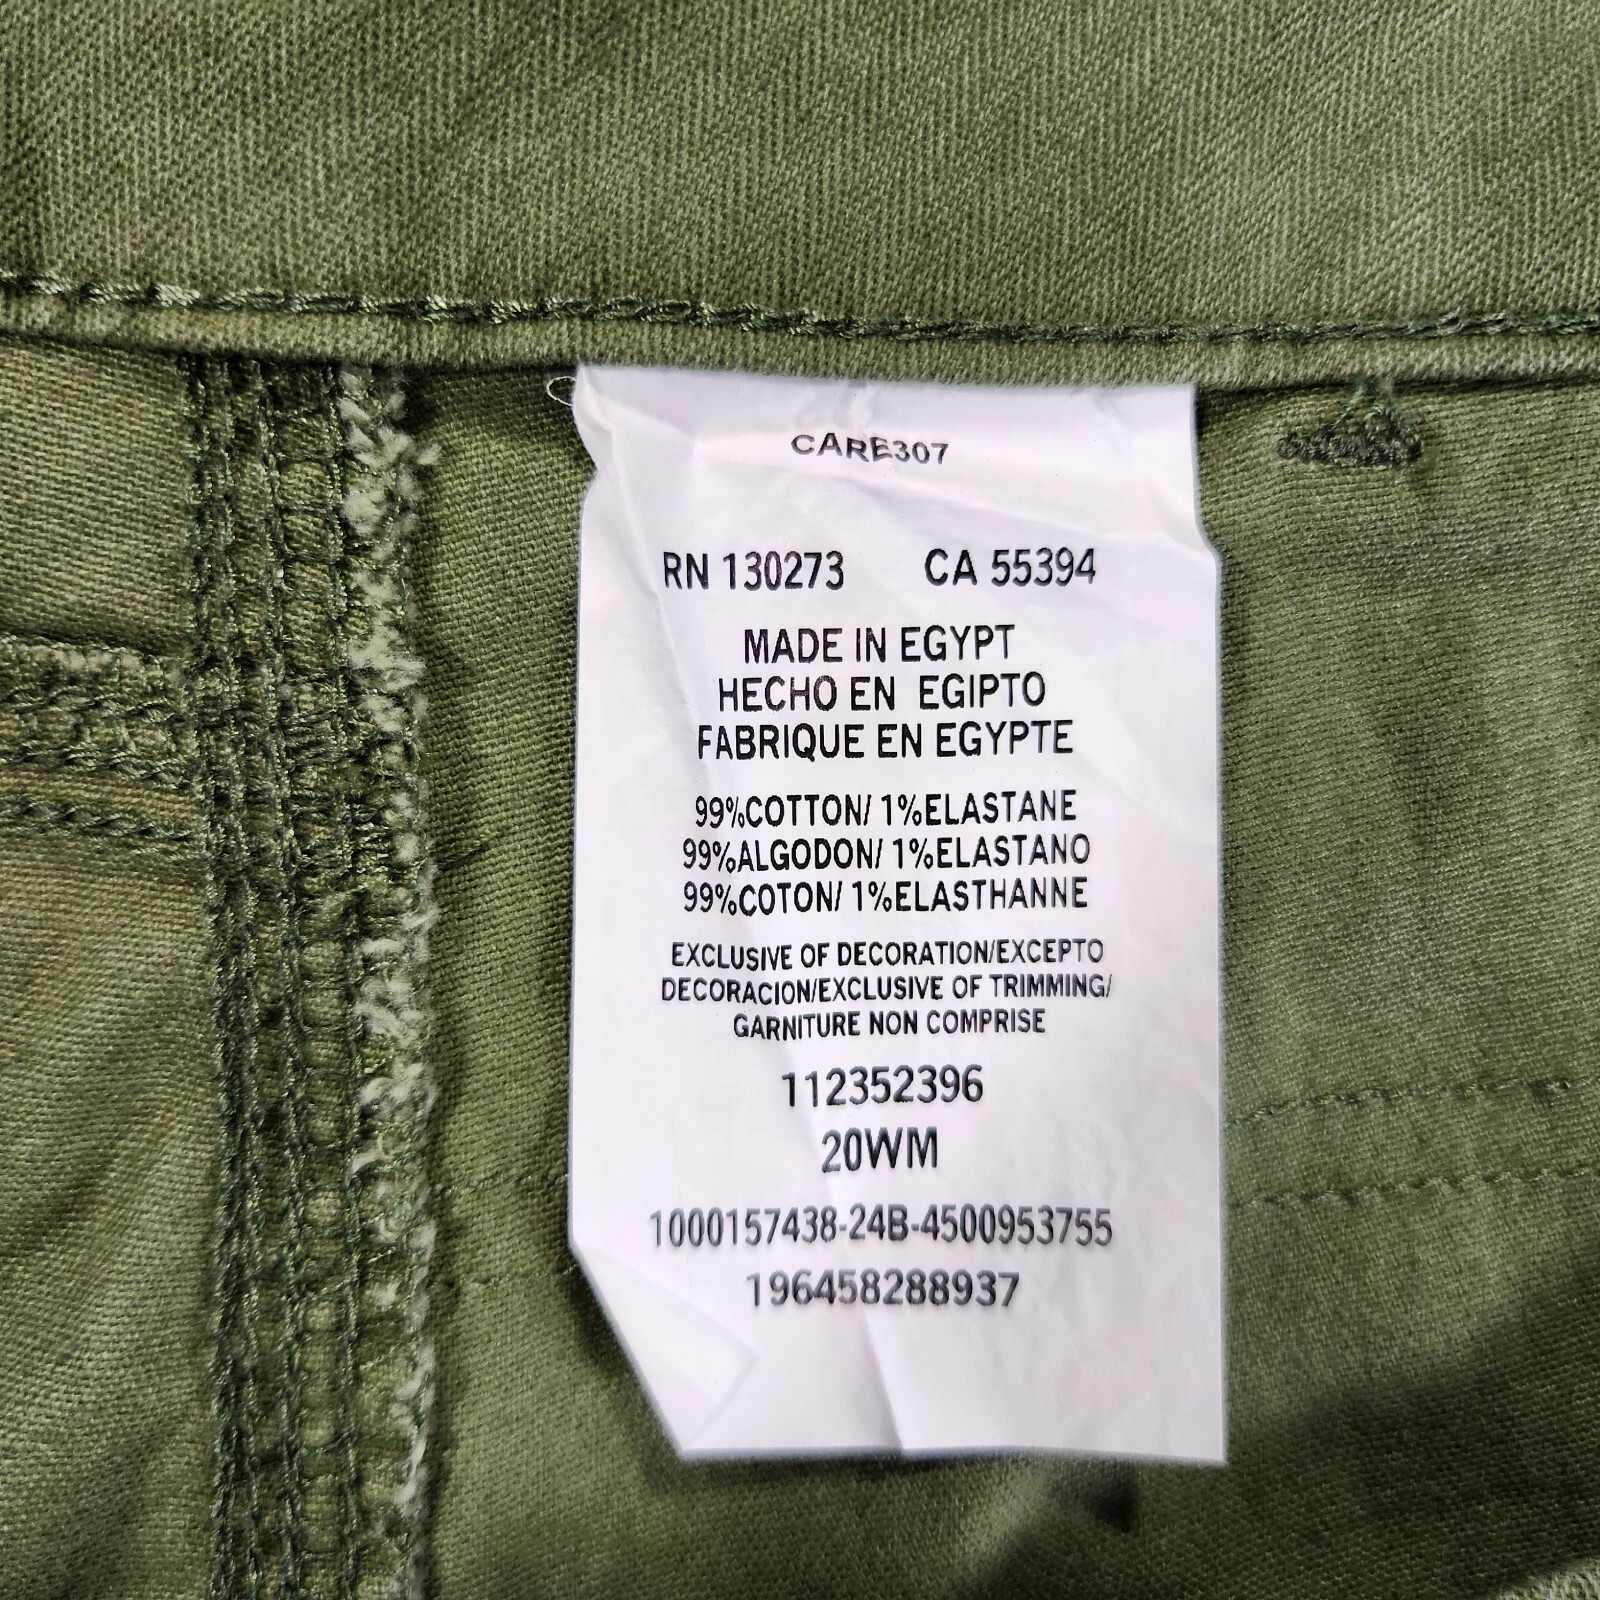 CARE307
RN 130273 CA 55394
MADE IN EGYPT
HECHO EN EGIPTO
FABRIQUE EN EGYPTE
99%COTTON/ 1%ELASTANE
99%ALGODON/ 1%ELASTANO
99%COTON/ 1%ELASTHANNE
EXCLUSIVE OF DECORATION/EXCEPTO
DECORACION/EXCLUSIVE OF TRIMMING/
GARNITURE NON COMPRISE
112352396
20WM
1000157438-24B-4500953755
196458288937